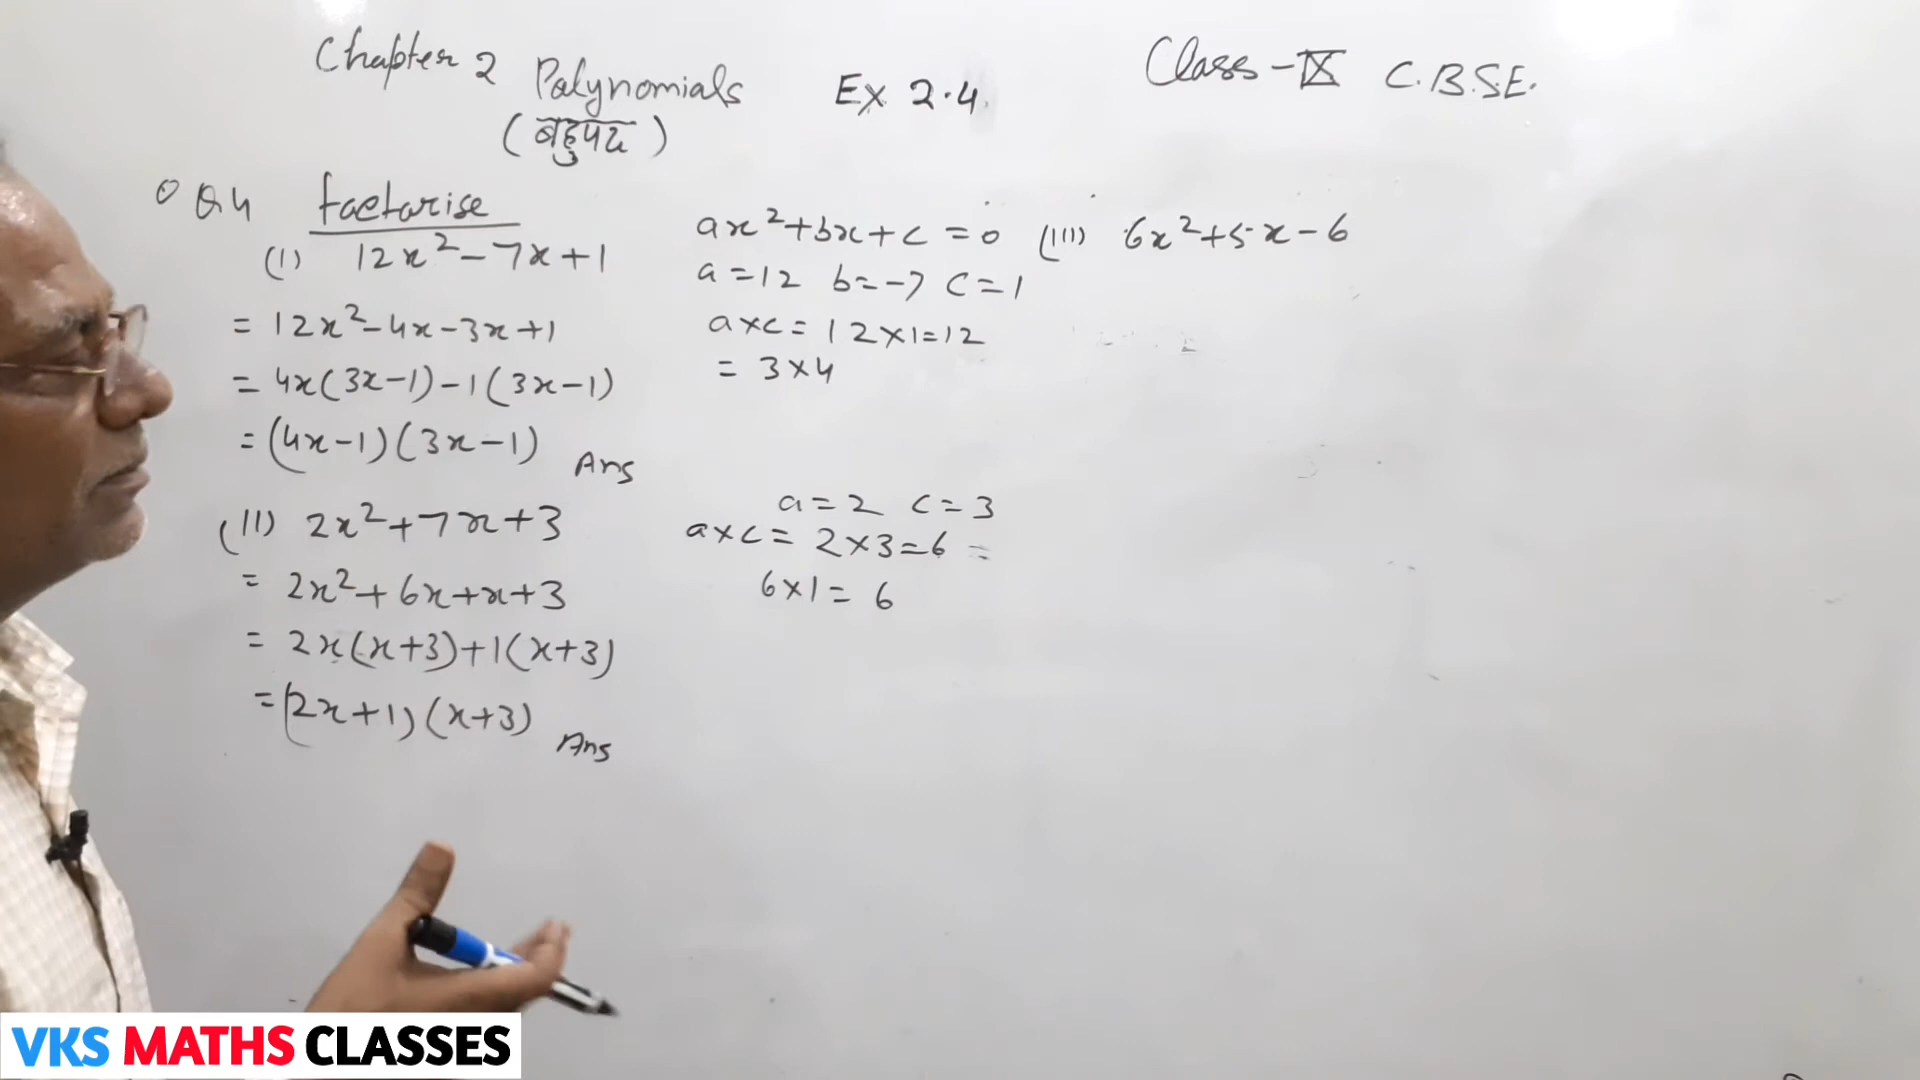 Chapter 2 Polynomials Ex 2.4 Class-IX C.B.S.E.
(बहुपद)
Q4 factorise
(i) 12x²-7x+1
= 12x²-4x-3x+1
= 4x(3x-1)-1(3x-1)
= (4x-1)(3x-1) Ans
(ii) 2x²+7x+3
= 2x²+6x+x+3
= 2x(x+3)+1(x+3)
= (2x+1)(x+3) Ans
ax²+bx+c=0
a=12 b=-7 c=1
a×c=12×1=12
= 3×4
a=2 c=3
a×c= 2×3=6 =
6×1= 6
(iii) 6x²+5x-6
VKS MATHS CLASSES